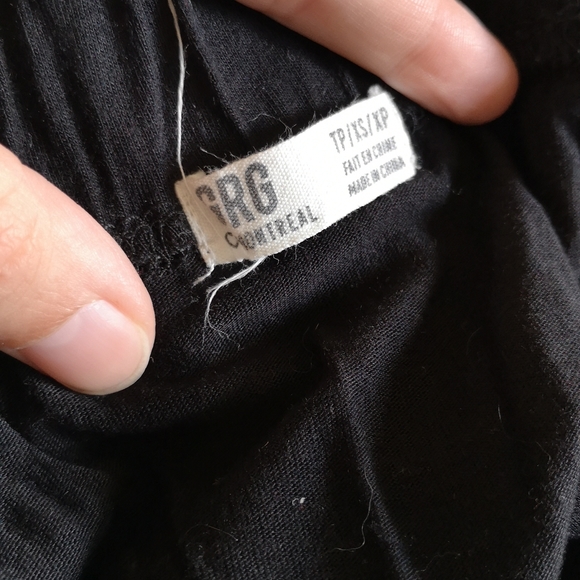 GRG
MONTREAL
TP/XS/XP
FAIT EN CHINE
MADE IN CHINA